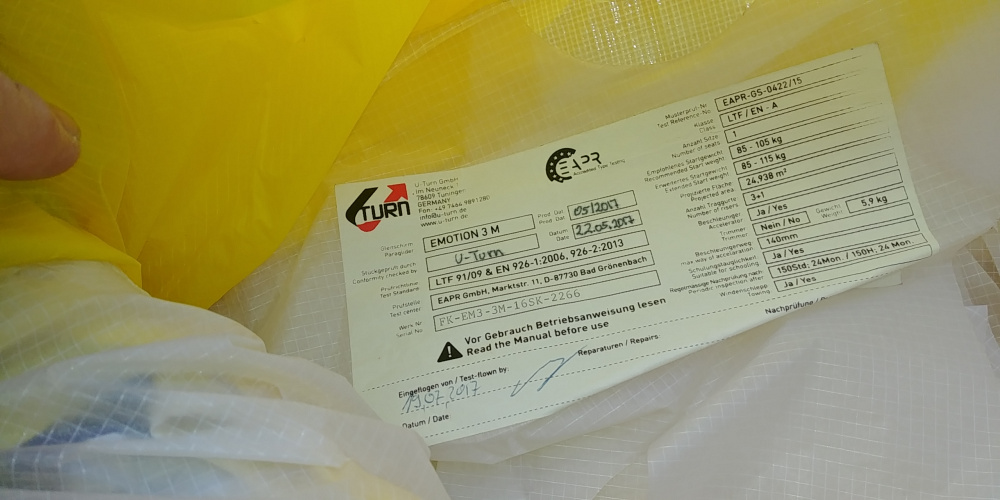 TURN
U-Turn GmbH
Im Neuneck
78609 Tuningen
GERMANY
Fon: +49 7464 9891280
info@u-turn.de
www.u-turn.de
EAPR
Gleitschirm
Paraglider
EMOTION 3 M
Prod. Dat.
Prod. Dat.
05/2017
Stückgeprüft durch
Conformity checked by
U-Turn
Datum
Date
22.05.2017
Prüfrichtlinie
Test Standard
LTF 91/09 & EN 926-1:2006, 926-2:2013
Prüfstelle
Test center
EAPR GmbH, Marktstr. 11, D-87730 Bad Grönenbach
Werk Nr
Serial No.
FK-EM3-3M-16SK-2266
Vor Gebrauch Betriebsanweisung lesen
Read the Manual before use
Musterprüf-Nr.
Test Reference-No.
EAPR-GS-0422/15
Klasse
Class
LTF / EN - A
Anzahl Sitze
Number of seats
1
Empfohlenes Startgewicht
Recommended Start weight
85 - 105 kg
Erweitertes Startgewicht
Extended Start weight
85 - 115 kg
Projizierte Fläche
Projected area
24,938 m²
Anzahl Traggurte
Number of risers
3+1
Beschleuniger
Accelerator
Ja / Yes
Gewicht
Weight
5,9 kg
Trimmer
Trimmer
Nein / No
Beschleunigerweg
max way of accelaration
140mm
Schulungstauglichkeit
Suitable for schooling
Ja / Yes
Regelmässige Nachprüfung nach
Periodic inspection after
150Std; 24Mon / 150H; 24 Mon.
Windenschlepp
Towing
Ja / Yes
Eingeflogen von / Test-flown by:
19.07.2017
Reparaturen / Repairs:
Nachprüfung /
Datum / Date: